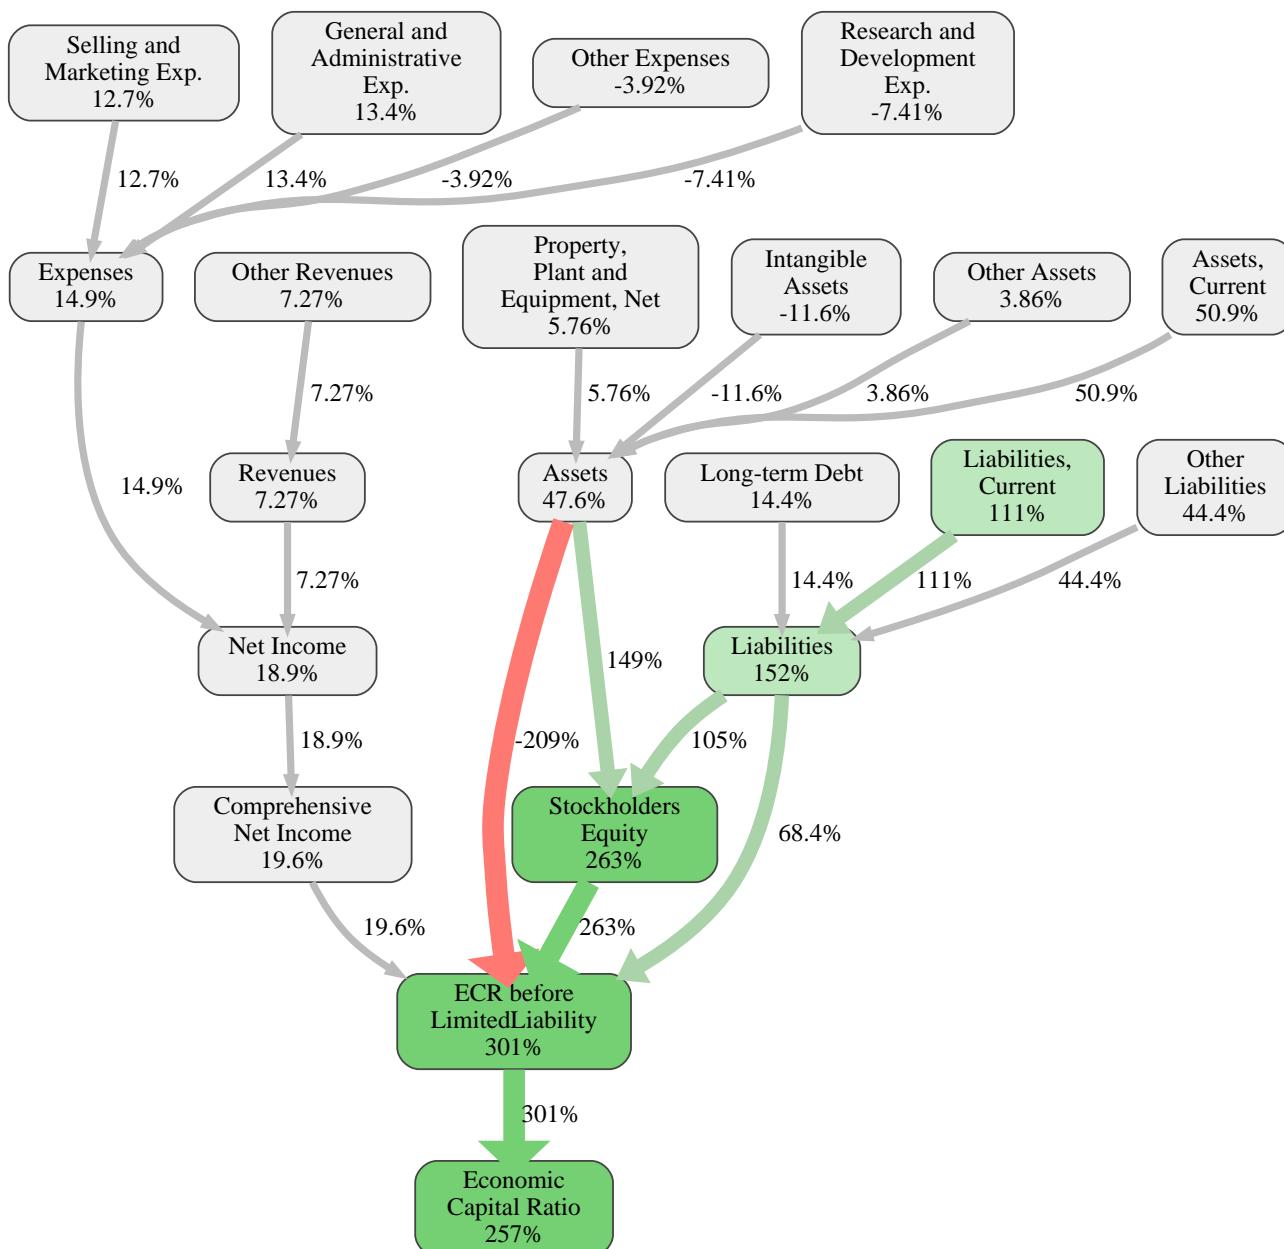 Selling and
Marketing Exp.
12.7%
General and
Administrative
Exp.
13.4%
Other Expenses
-3.92%
Research and
Development
Exp.
-7.41%
12.7%
13.4%
-3.92%
-7.41%
Expenses
14.9%
Other Revenues
7.27%
Property,
Plant and
Equipment, Net
5.76%
Intangible
Assets
-11.6%
Other Assets
3.86%
Assets,
Current
50.9%
7.27%
5.76%
-11.6%
3.86%
50.9%
14.9%
Revenues
7.27%
Assets
47.6%
Long-term Debt
14.4%
Liabilities,
Current
111%
Other
Liabilities
44.4%
7.27%
14.4%
111%
44.4%
Net Income
18.9%
149%
Liabilities
152%
18.9%
-209%
105%
Comprehensive
Net Income
19.6%
Stockholders
Equity
263%
68.4%
19.6%
263%
ECR before
LimitedLiability
301%
301%
Economic
Capital Ratio
257%